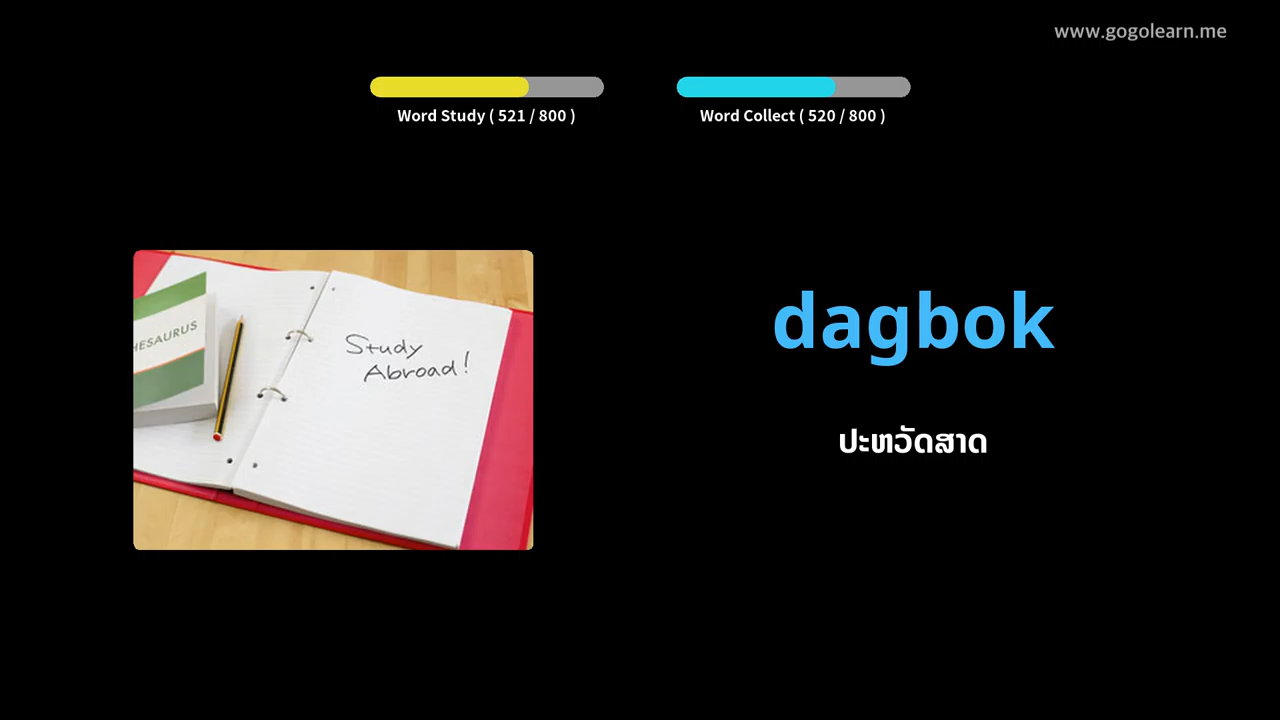 www.gogolearn.me
Word Study ( 521 / 800 )
Word Collect ( 520 / 800 )
HESAURUS
Study
Abroad!
dagbok
ປະຫວັດສາດ